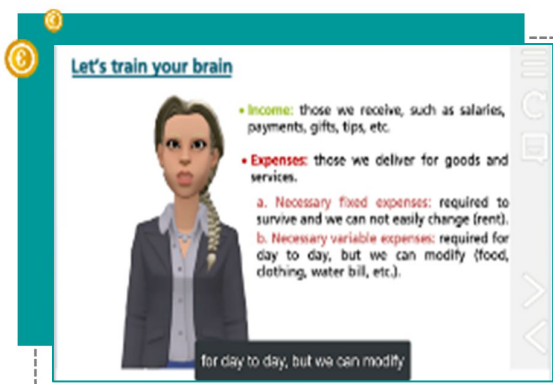 Let's train your brain
• Income: those we receive, such as salaries,
payments, gifts, tips, etc.
• Expenses: those we deliver for goods and
services.
a. Necessary fixed expenses: required to
survive and we can not easily change (rent).
b. Necessary variable expenses: required for
day to day, but we can modify (food,
clothing, water bill, etc.).
for day to day, but we can modify